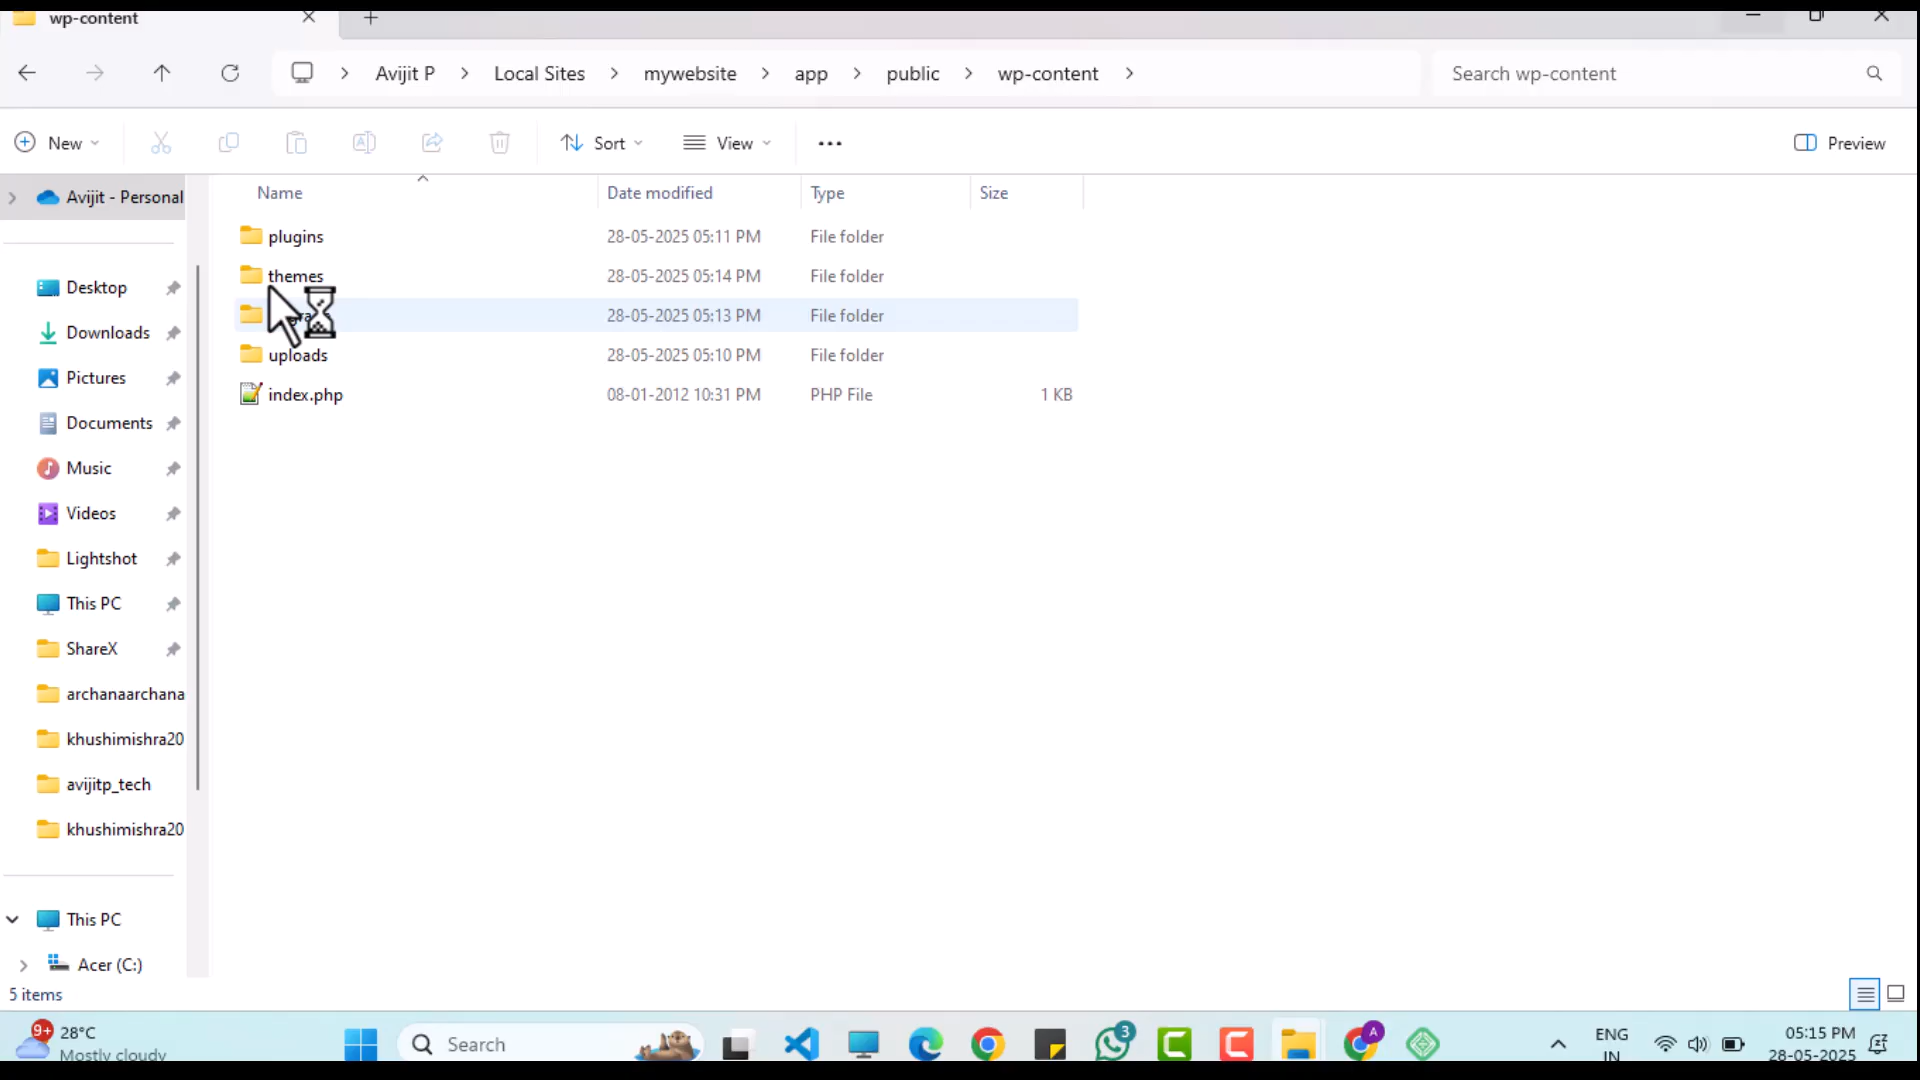 wp-content
Avijit P
Local Sites
mywebsite
app
public
wp-content
Search wp-content
New
Sort
View
Preview
Avijit - Personal
Name
Date modified
Type
Size
plugins
28-05-2025 05:11 PM
File folder
themes
28-05-2025 05:14 PM
File folder
28-05-2025 05:13 PM
File folder
uploads
28-05-2025 05:10 PM
File folder
index.php
08-01-2012 10:31 PM
PHP File
1 KB
Desktop
Downloads
Pictures
Documents
Music
Videos
Lightshot
This PC
ShareX
archanaarchana
khushimishra20
avijitp_tech
khushimishra20
This PC
Acer (C:)
5 items
9+
28°C
Mostly cloudy
Search
3
A
ENG
IN
05:15 PM
28-05-2025